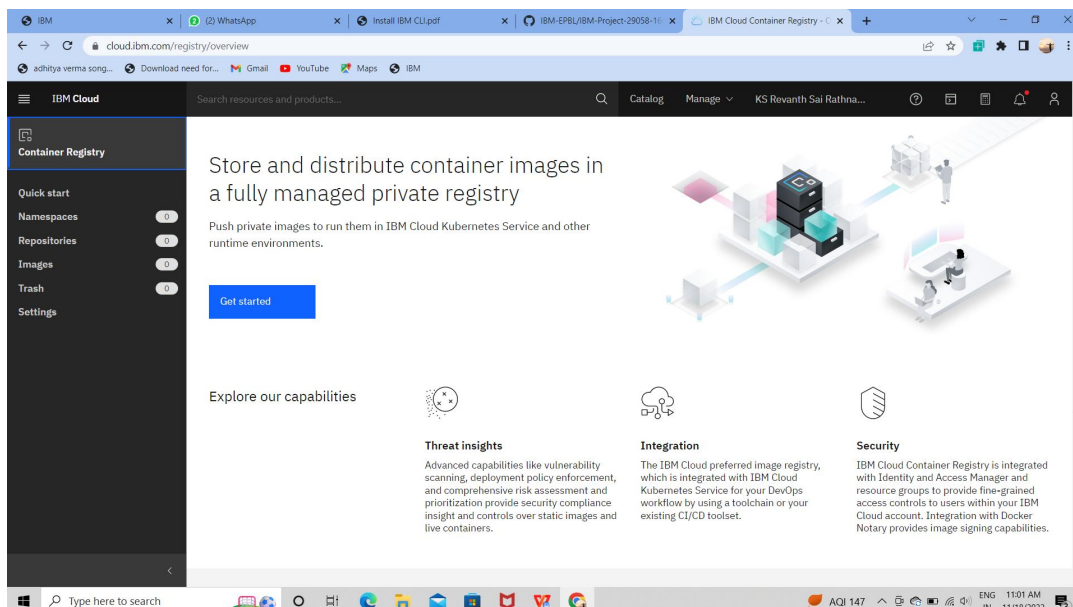 IBM
(2) WhatsApp
Install IBM CLI.pdf
IBM-EPBL/IBM-Project-29058-16
IBM Cloud Container Registry - C
cloud.ibm.com/registry/overview
adhitya verma song...
Download need for...
Gmail
YouTube
Maps
IBM
IBM Cloud
Search resources and products...
Catalog
Manage
KS Revanth Sai Rathna...
Container Registry
Quick start
Namespaces 0
Repositories 0
Images 0
Trash 0
Settings
Store and distribute container images in
a fully managed private registry
Push private images to run them in IBM Cloud Kubernetes Service and other
runtime environments.
Get started
Explore our capabilities
Threat insights
Advanced capabilities like vulnerability
scanning, deployment policy enforcement,
and comprehensive risk assessment and
prioritization provide security compliance
insight and controls over static images and
live containers.
Integration
The IBM Cloud preferred image registry,
which is integrated with IBM Cloud
Kubernetes Service for your DevOps
workflow by using a toolchain or your
existing CI/CD toolset.
Security
IBM Cloud Container Registry is integrated
with Identity and Access Manager and
resource groups to provide fine-grained
access controls to users within your IBM
Cloud account. Integration with Docker
Notary provides image signing capabilities.
Type here to search
AQI 147
ENG
11:01 AM
IN
11/18/2022